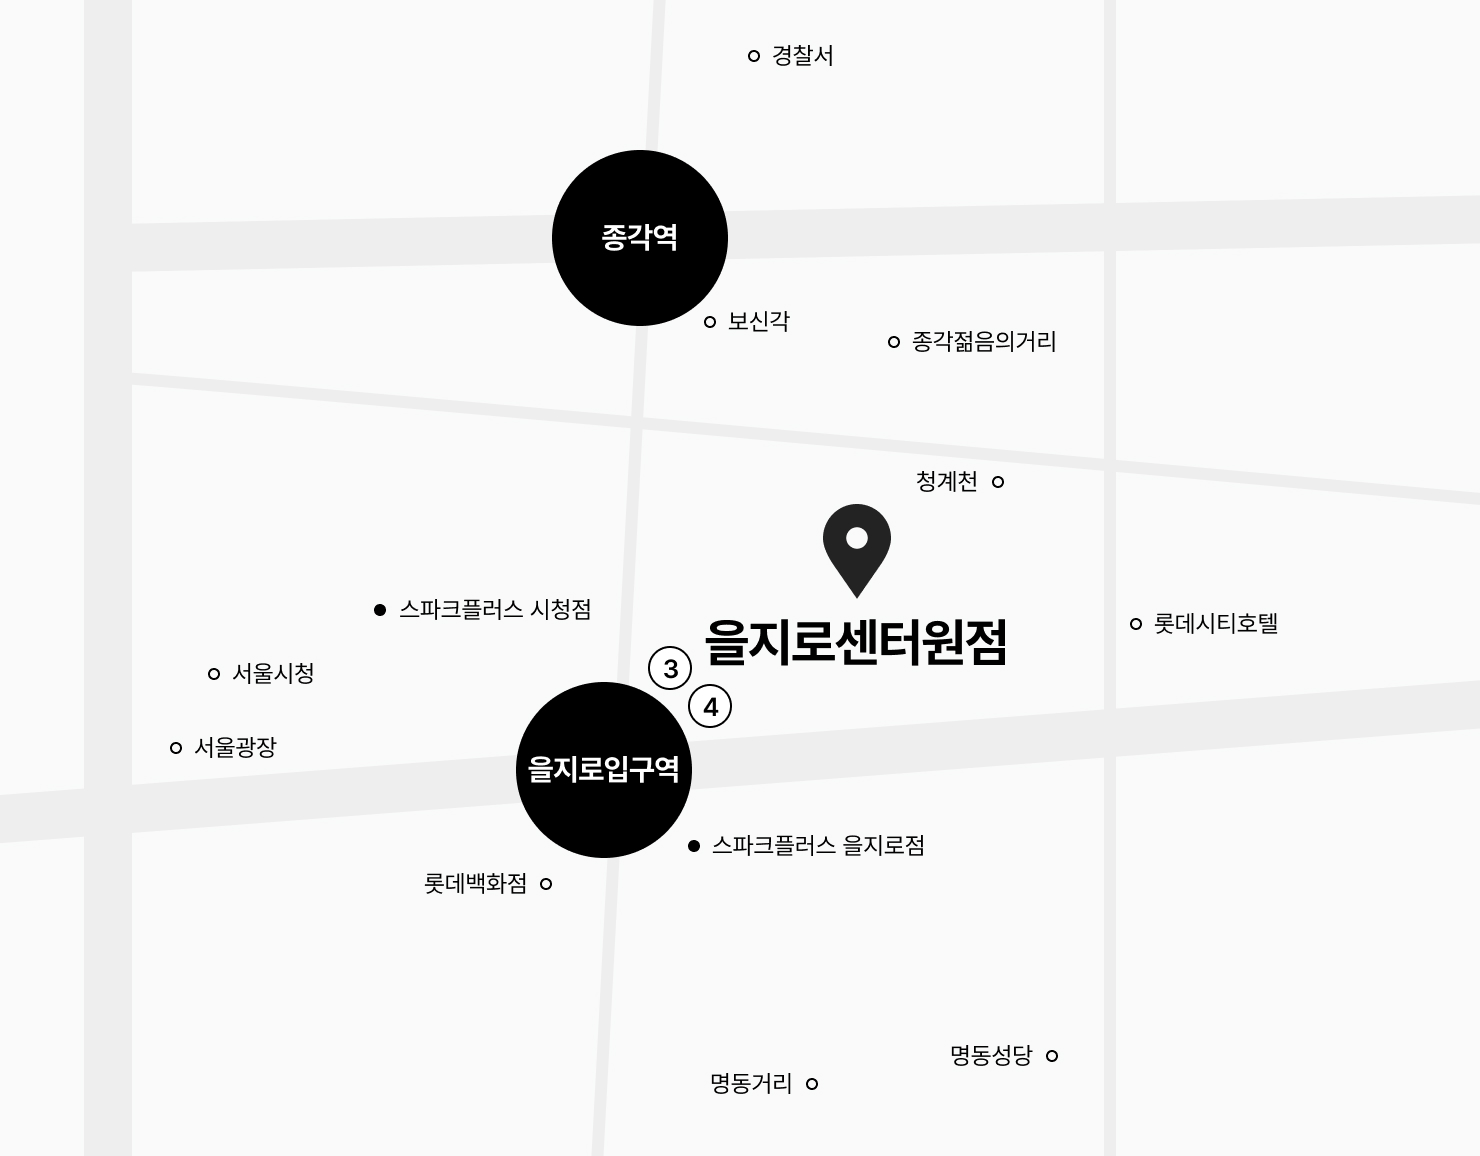 경찰서
종각역
보신각
종각젊음의거리
청계천
스파크플러스 시청점
을지로센터원점
롯데시티호텔
3
서울시청
4
서울광장
을지로입구역
스파크플러스 을지로점
롯데백화점
명동성당
명동거리